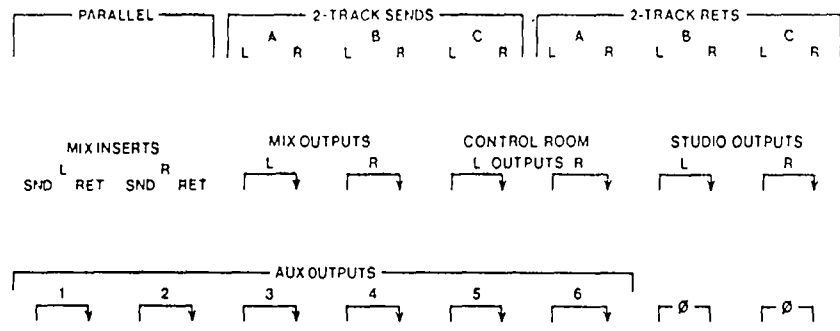 PARALLEL 2-TRACK SENDS 2-TRACK RETS
A B C A B C
L R L R L R L R L R L R
MIX INSERTS MIX OUTPUTS CONTROL ROOM STUDIO OUTPUTS
L R L R L OUTPUTS R L R
SND RET SND RET
AUX OUTPUTS
1 2 3 4 5 6 Ø Ø